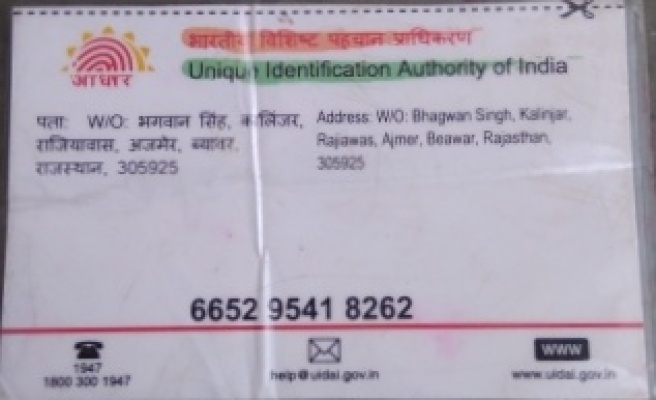 भारतीय विशिष्ट पहचान प्राधिकरण
आधार
Unique Identification Authority of India
पता: W/O: भगवान सिंह, कालिंजर,
राजियावास, अजमेर, ब्यावर,
राजस्थान, 305925
Address: W/O: Bhagwan Singh, Kalinjar,
Rajiawas, Ajmer, Beawar, Rajasthan,
305925
6652 9541 8262
1947
1800 300 1947
help@uidai.gov.in
WWW
www.uidai.gov.in